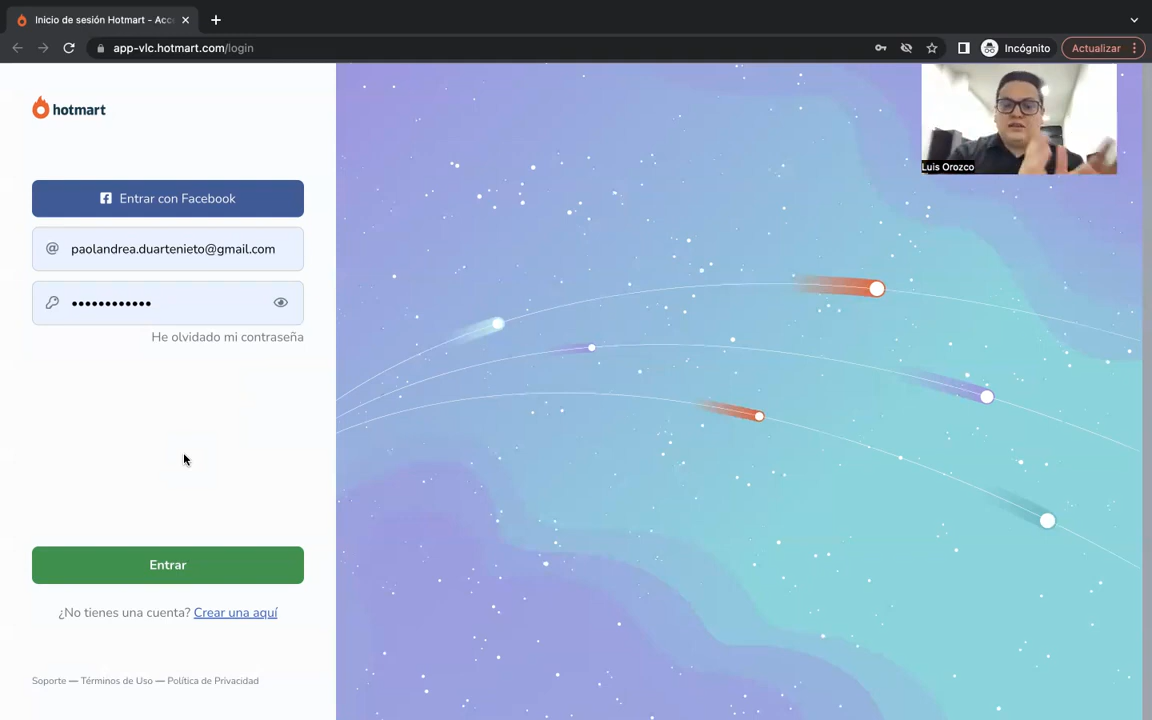 Inicio de sesión Hotmart - Acc
app-vlc.hotmart.com/login
Incógnito
Actualizar
hotmart
Entrar con Facebook
@ paolandrea.duartenieto@gmail.com
••••••••••••
He olvidado mi contraseña
Entrar
¿No tienes una cuenta? Crear una aquí
Soporte — Términos de Uso — Política de Privacidad
Luis Orozco